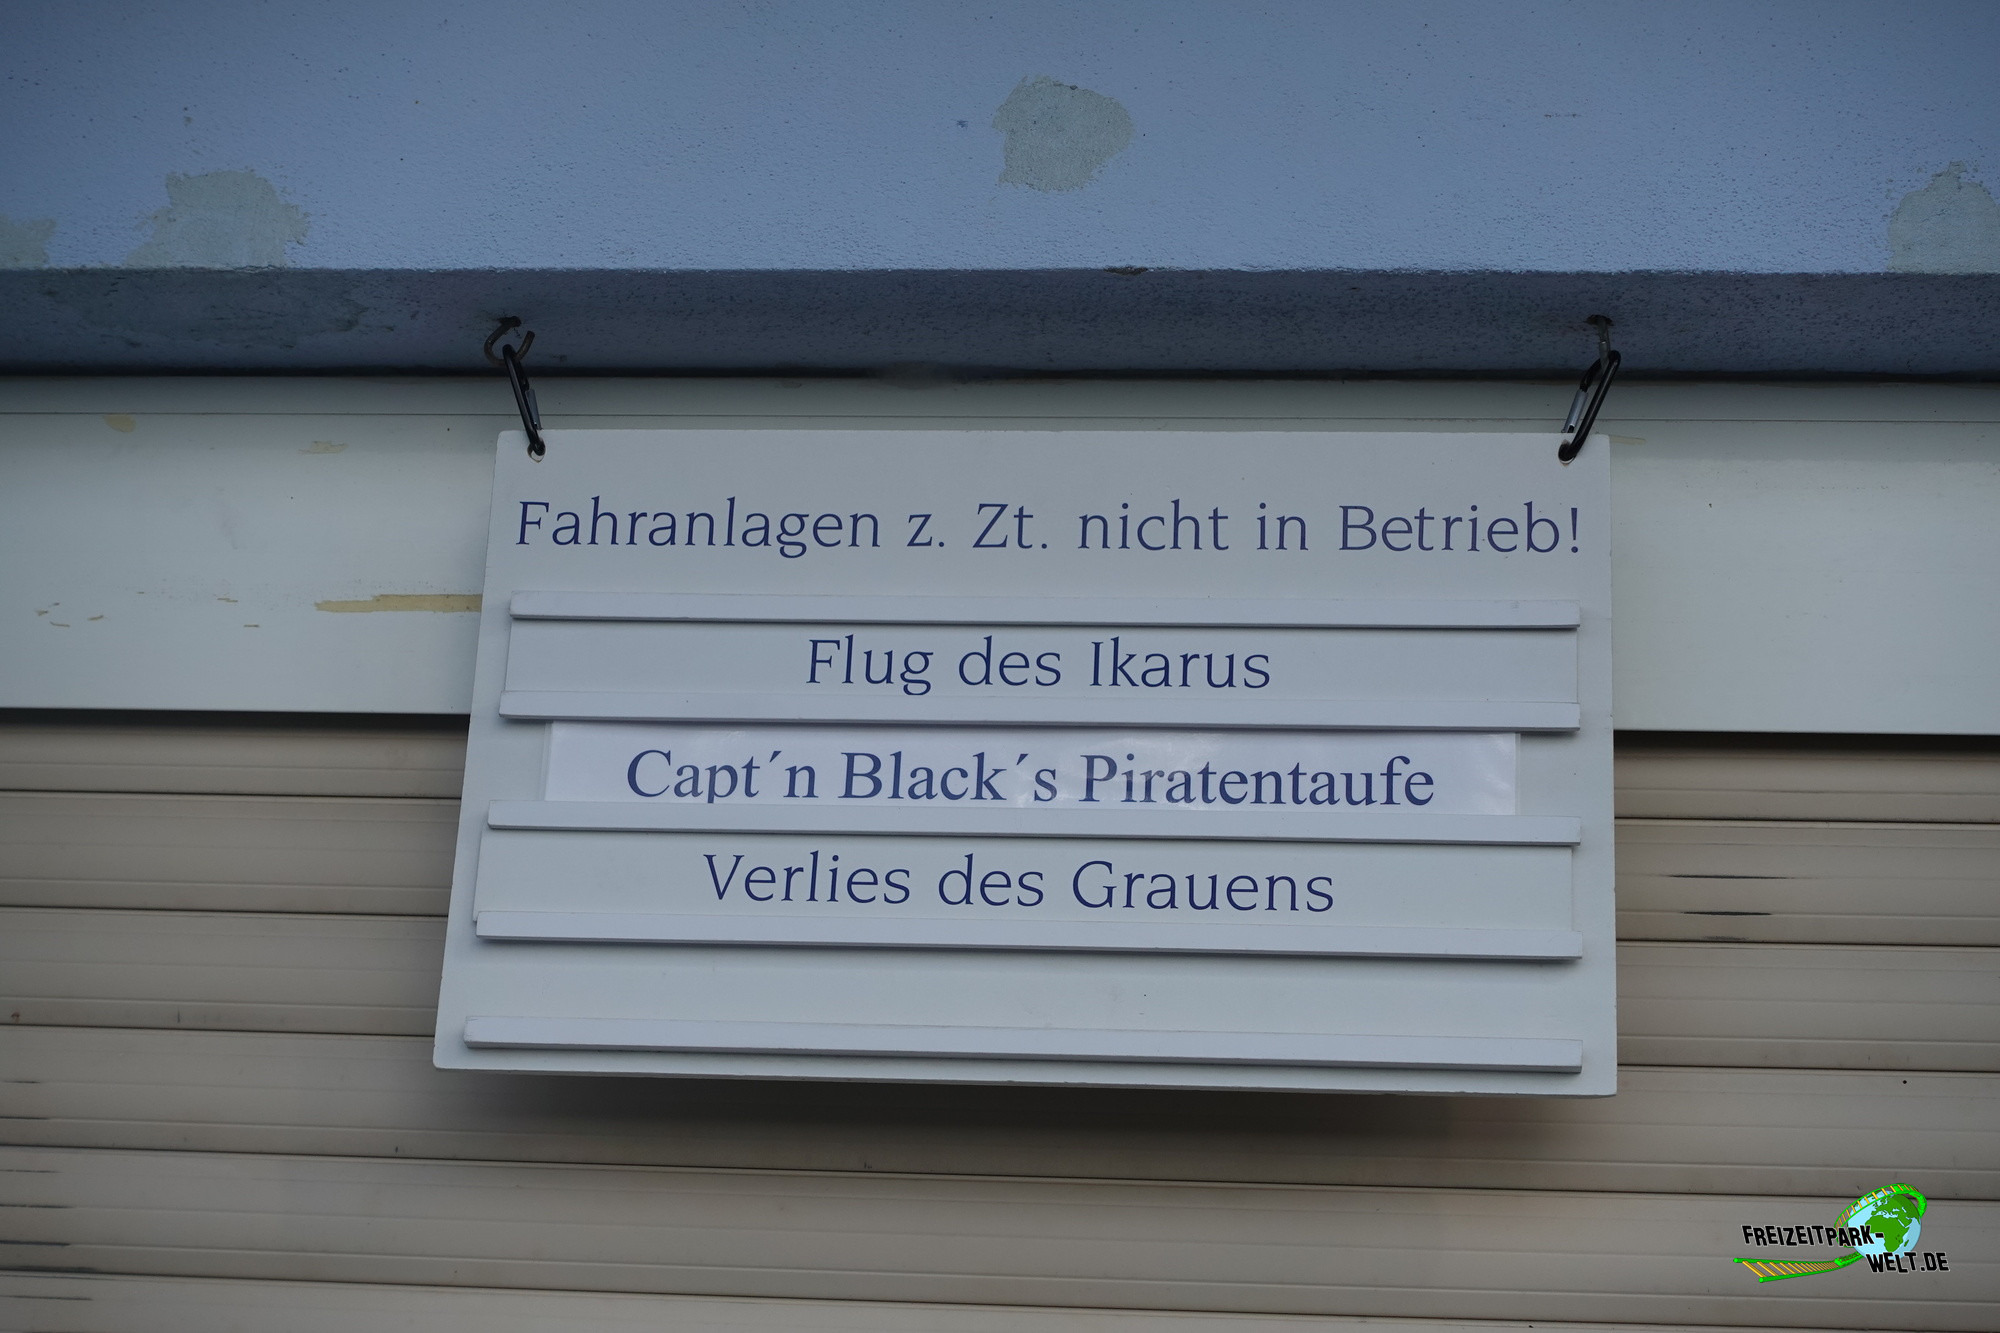 Fahranlagen z. Zt. nicht in Betrieb!
Flug des Ikarus
Capt´n Black´s Piratentaufe
Verlies des Grauens
FREIZEITPARK-
WELT.DE